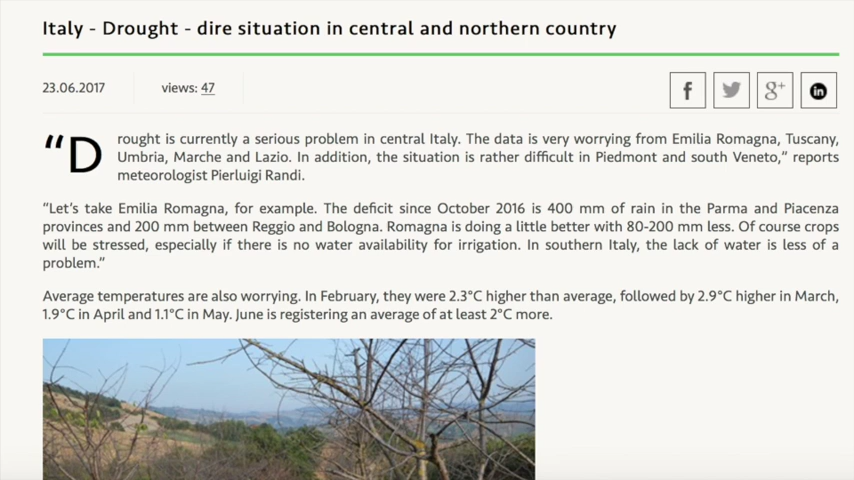 Italy - Drought - dire situation in central and northern country
23.06.2017 views: 47
f g+ in
“Drought is currently a serious problem in central Italy. The data is very worrying from Emilia Romagna, Tuscany,
Umbria, Marche and Lazio. In addition, the situation is rather difficult in Piedmont and south Veneto,” reports
meteorologist Pierluigi Randi.
“Let’s take Emilia Romagna, for example. The deficit since October 2016 is 400 mm of rain in the Parma and Piacenza
provinces and 200 mm between Reggio and Bologna. Romagna is doing a little better with 80-200 mm less. Of course crops
will be stressed, especially if there is no water availability for irrigation. In southern Italy, the lack of water is less of a
problem.”
Average temperatures are also worrying. In February, they were 2.3°C higher than average, followed by 2.9°C higher in March,
1.9°C in April and 1.1°C in May. June is registering an average of at least 2°C more.